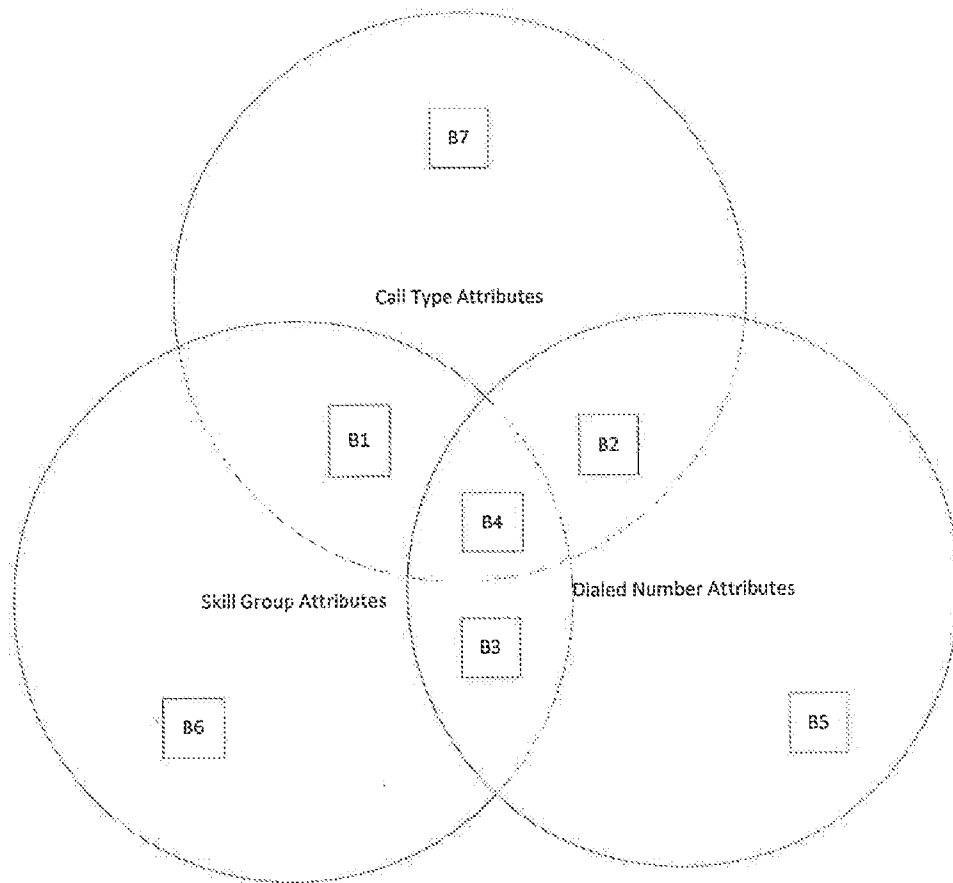 B7
Call Type Attributes
B1
B2
B4
Skill Group Attributes
Dialed Number Attributes
B3
B6
B5